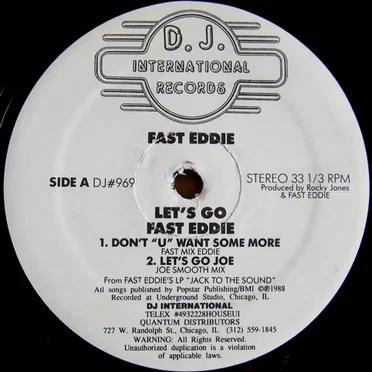 D.J.
INTERNATIONAL
RECORDS
FAST EDDIE
SIDE A DJ#969
STEREO 33 1/3 RPM
Produced by Rocky Jones
& FAST EDDIE
LET'S GO
FAST EDDIE
1. DON'T "U" WANT SOME MORE
FAST MIX EDDIE
2. LET'S GO JOE
JOE SMOOTH MIX
From FAST EDDIE'S LP "JACK TO THE SOUND"
All songs published by Popstar Publishing/BMI ©℗1988
Recorded at Underground Studio, Chicago, IL
DJ INTERNATIONAL
TELEX #4932228HOUSEUI
QUANTUM DISTRIBUTORS
727 W. Randolph St., Chicago, IL (312) 559-1845
WARNING: All Rights Reserved.
Unauthorized duplication is a violation
of applicable laws.